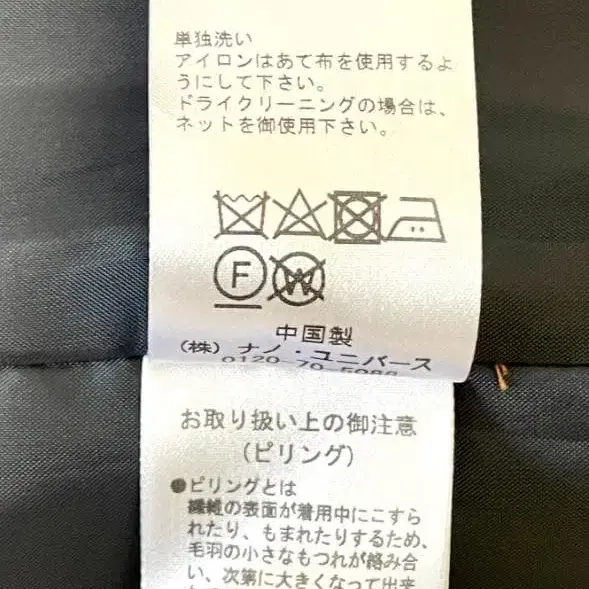 単独洗い
アイロンはあて布を使用するよ
うにして下さい。
ドライクリーニングの場合は、
ネットを御使用下さい。
F W
中国製
(株) ナノ・ユニバース
0120-70-5088
お取り扱い上の御注意
(ピリング)
●ピリングとは
繊維の表面が着用中にこすら
れたり、もまれたりするため、
毛羽の小さなもつれが絡み合
い、次第に大きくなって出来